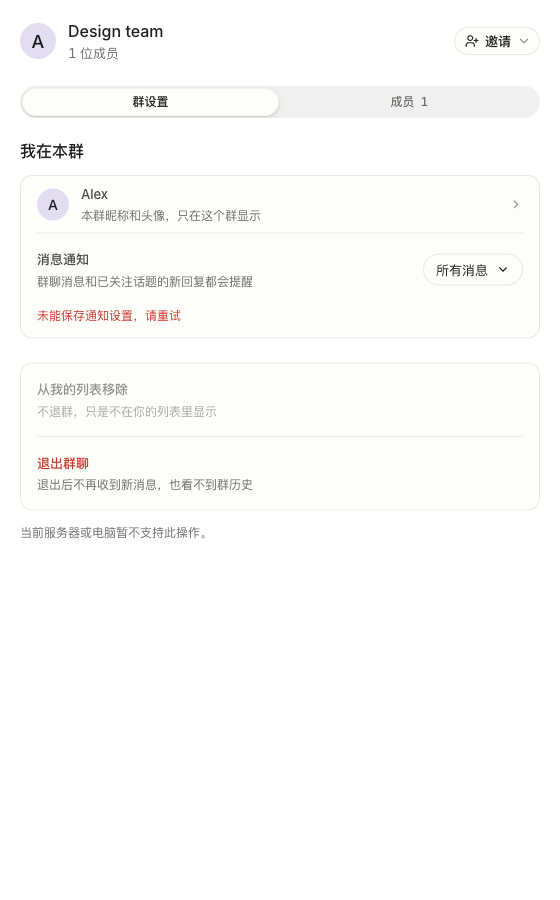 A
Design team
1 位成员
邀请
群设置
成员 1
我在本群
A
Alex
本群昵称和头像，只在这个群显示
消息通知
群聊消息和已关注话题的新回复都会提醒
所有消息
未能保存通知设置，请重试
从我的列表移除
不退群，只是不在你的列表里显示
退出群聊
退出后不再收到新消息，也看不到群历史
当前服务器或电脑暂不支持此操作。